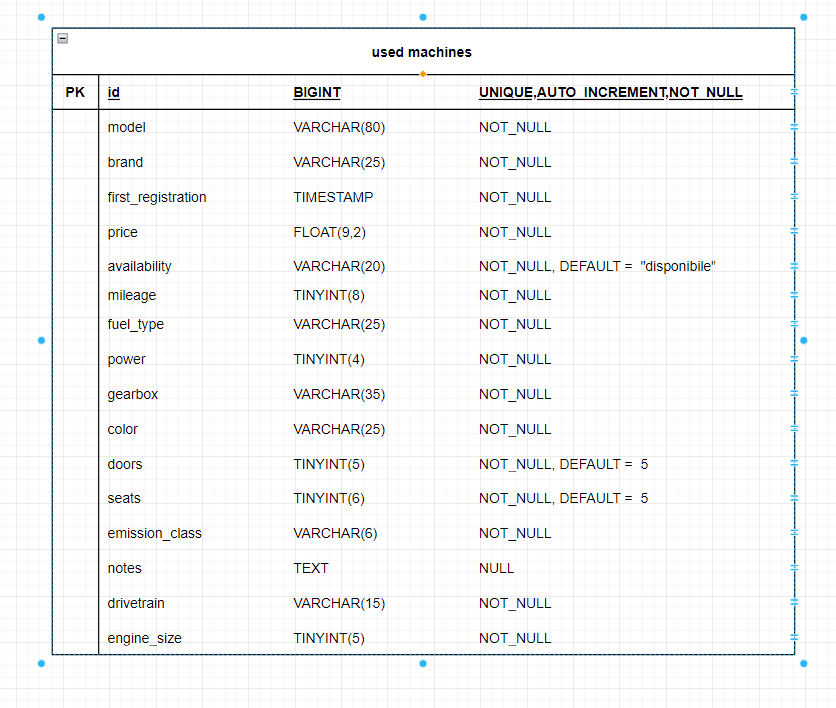 used machines
PK id BIGINT UNIQUE,AUTO_INCREMENT,NOT_NULL
model VARCHAR(80) NOT_NULL
brand VARCHAR(25) NOT_NULL
first_registration TIMESTAMP NOT_NULL
price FLOAT(9,2) NOT_NULL
availability VARCHAR(20) NOT_NULL, DEFAULT = "disponibile"
mileage TINYINT(8) NOT_NULL
fuel_type VARCHAR(25) NOT_NULL
power TINYINT(4) NOT_NULL
gearbox VARCHAR(35) NOT_NULL
color VARCHAR(25) NOT_NULL
doors TINYINT(5) NOT_NULL, DEFAULT = 5
seats TINYINT(6) NOT_NULL, DEFAULT = 5
emission_class VARCHAR(6) NOT_NULL
notes TEXT NULL
drivetrain VARCHAR(15) NOT_NULL
engine_size TINYINT(5) NOT_NULL